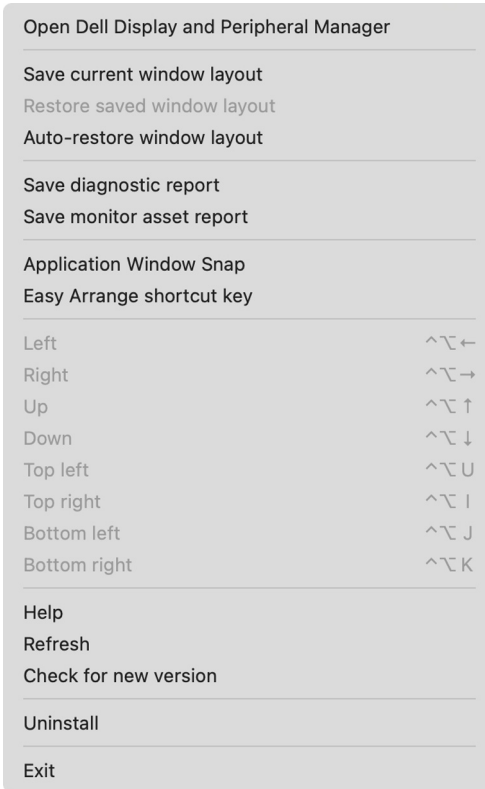 Open Dell Display and Peripheral Manager
Save current window layout
Restore saved window layout
Auto-restore window layout
Save diagnostic report
Save monitor asset report
Application Window Snap
Easy Arrange shortcut key
Left ^⌥←
Right ^⌥→
Up ^⌥↑
Down ^⌥↓
Top left ^⌥U
Top right ^⌥I
Bottom left ^⌥J
Bottom right ^⌥K
Help
Refresh
Check for new version
Uninstall
Exit